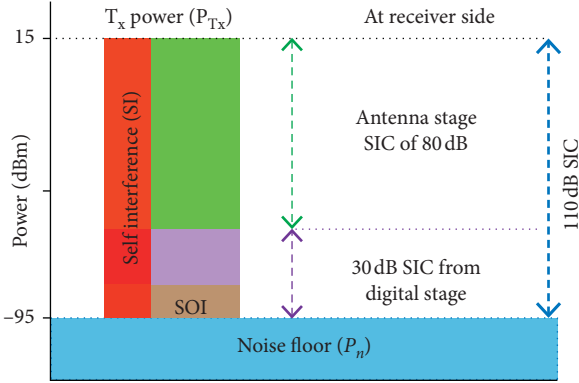 Tx power (PTx)
At receiver side
15
Power (dBm)
Self interference (SI)
Antenna stage
SIC of 80 dB
110 dB SIC
30 dB SIC from
digital stage
SOI
–95
Noise floor (Pn)